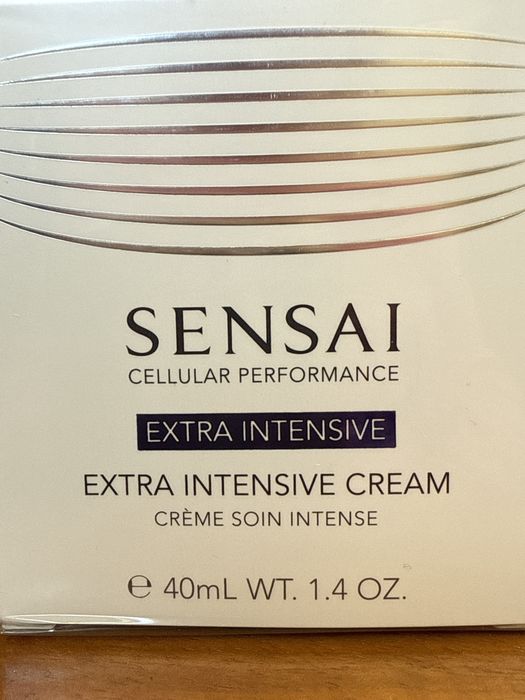 SENSAI
CELLULAR PERFORMANCE
EXTRA INTENSIVE
EXTRA INTENSIVE CREAM
CRÈME SOIN INTENSE
℮ 40mL WT. 1.4 OZ.